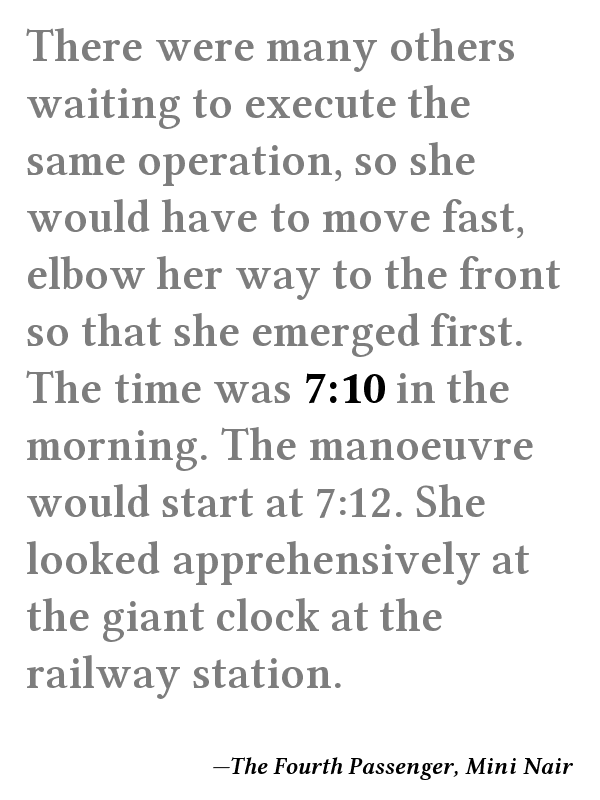 There were many others
waiting to execute the
same operation, so she
would have to move fast,
elbow her way to the front
so that she emerged first.
The time was 7:10 in the
morning. The manoeuvre
would start at 7:12. She
looked apprehensively at
the giant clock at the
railway station.
—The Fourth Passenger, Mini Nair